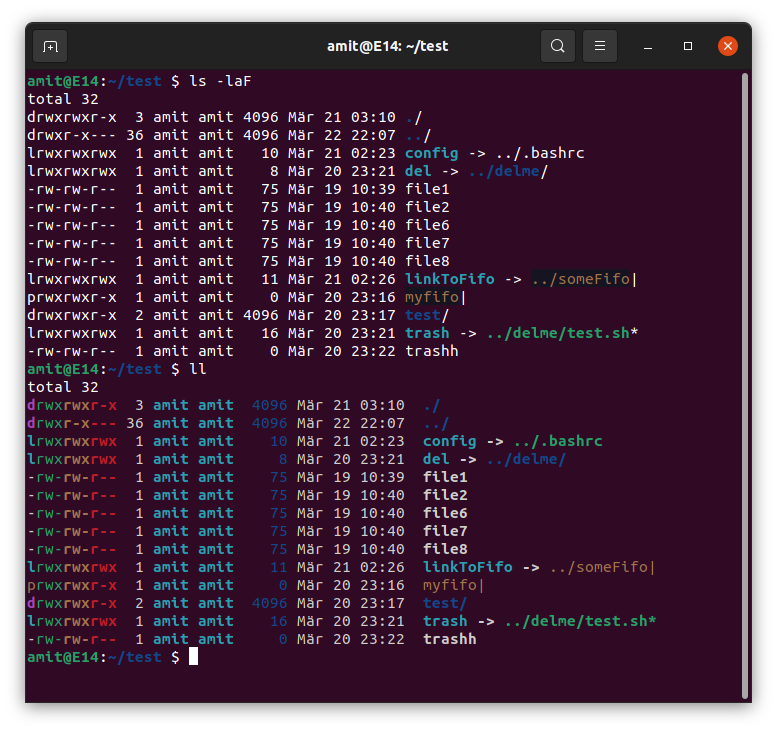 amit@E14: ~/test
amit@E14:~/test $ ls -laF
total 32
drwxrwxr-x  3 amit amit 4096 Mär 21 03:10 ./
drwxr-x--- 36 amit amit 4096 Mär 22 22:07 ../
lrwxrwxrwx  1 amit amit   10 Mär 21 02:23 config -> ../.bashrc
lrwxrwxrwx  1 amit amit    8 Mär 20 23:21 del -> ../delme/
-rw-rw-r--  1 amit amit   75 Mär 19 10:39 file1
-rw-rw-r--  1 amit amit   75 Mär 19 10:40 file2
-rw-rw-r--  1 amit amit   75 Mär 19 10:40 file6
-rw-rw-r--  1 amit amit   75 Mär 19 10:40 file7
-rw-rw-r--  1 amit amit   75 Mär 19 10:40 file8
lrwxrwxrwx  1 amit amit   11 Mär 21 02:26 linkToFifo -> ../someFifo|
prwxrwxr-x  1 amit amit    0 Mär 20 23:16 myfifo|
drwxrwxr-x  2 amit amit 4096 Mär 20 23:17 test/
lrwxrwxrwx  1 amit amit   16 Mär 20 23:21 trash -> ../delme/test.sh*
-rw-rw-r--  1 amit amit    0 Mär 20 23:22 trashh
amit@E14:~/test $ ll
total 32
drwxrwxr-x  3 amit amit  4096 Mär 21 03:10  ./
drwxr-x--- 36 amit amit  4096 Mär 22 22:07  ../
lrwxrwxrwx  1 amit amit    10 Mär 21 02:23  config -> ../.bashrc
lrwxrwxrwx  1 amit amit     8 Mär 20 23:21  del -> ../delme/
-rw-rw-r--  1 amit amit    75 Mär 19 10:39  file1
-rw-rw-r--  1 amit amit    75 Mär 19 10:40  file2
-rw-rw-r--  1 amit amit    75 Mär 19 10:40  file6
-rw-rw-r--  1 amit amit    75 Mär 19 10:40  file7
-rw-rw-r--  1 amit amit    75 Mär 19 10:40  file8
lrwxrwxrwx  1 amit amit    11 Mär 21 02:26  linkToFifo -> ../someFifo|
prwxrwxr-x  1 amit amit     0 Mär 20 23:16  myfifo|
drwxrwxr-x  2 amit amit  4096 Mär 20 23:17  test/
lrwxrwxrwx  1 amit amit    16 Mär 20 23:21  trash -> ../delme/test.sh*
-rw-rw-r--  1 amit amit     0 Mär 20 23:22  trashh
amit@E14:~/test $